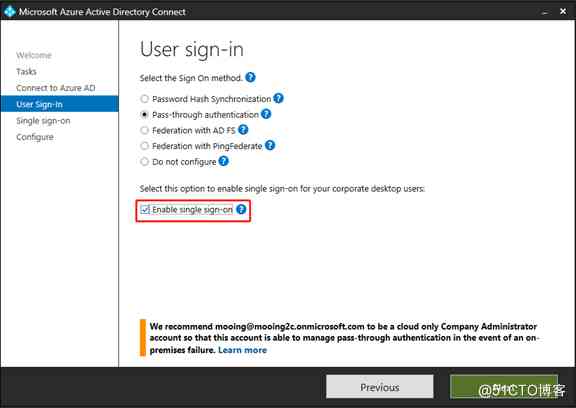 Microsoft Azure Active Directory Connect
User sign-in
Welcome
Tasks
Connect to Azure AD
User Sign-In
Single sign-on
Configure
Select the Sign On method. ?
Password Hash Synchronization ?
Pass-through authentication ?
Federation with AD FS ?
Federation with PingFederate ?
Do not configure ?
Select this option to enable single sign-on for your corporate desktop users:
Enable single sign-on ?
We recommend mooing@mooing2c.onmicrosoft.com to be a cloud only Company Administrator
account so that this account is able to manage pass-through authentication in the event of an on-
premises failure. Learn more
Previous
Next
@51CTO博客